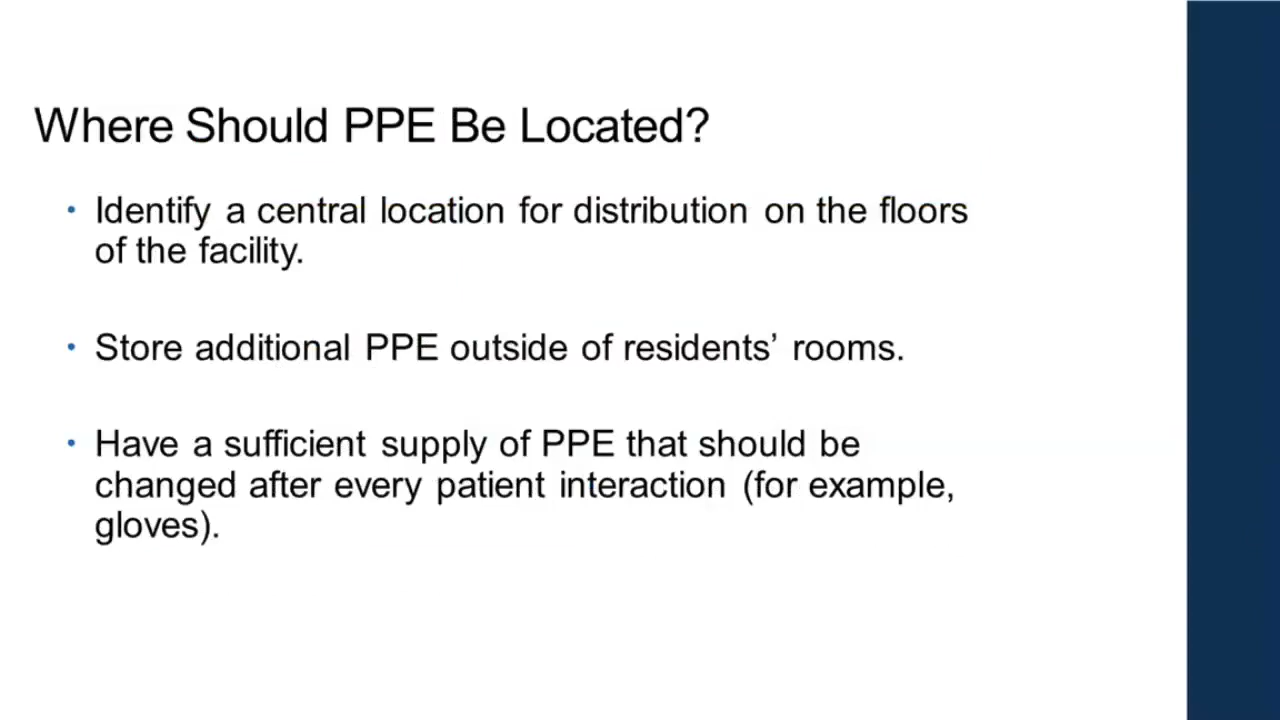 Where Should PPE Be Located?
• Identify a central location for distribution on the floors
of the facility.
• Store additional PPE outside of residents’ rooms.
• Have a sufficient supply of PPE that should be
changed after every patient interaction (for example,
gloves).